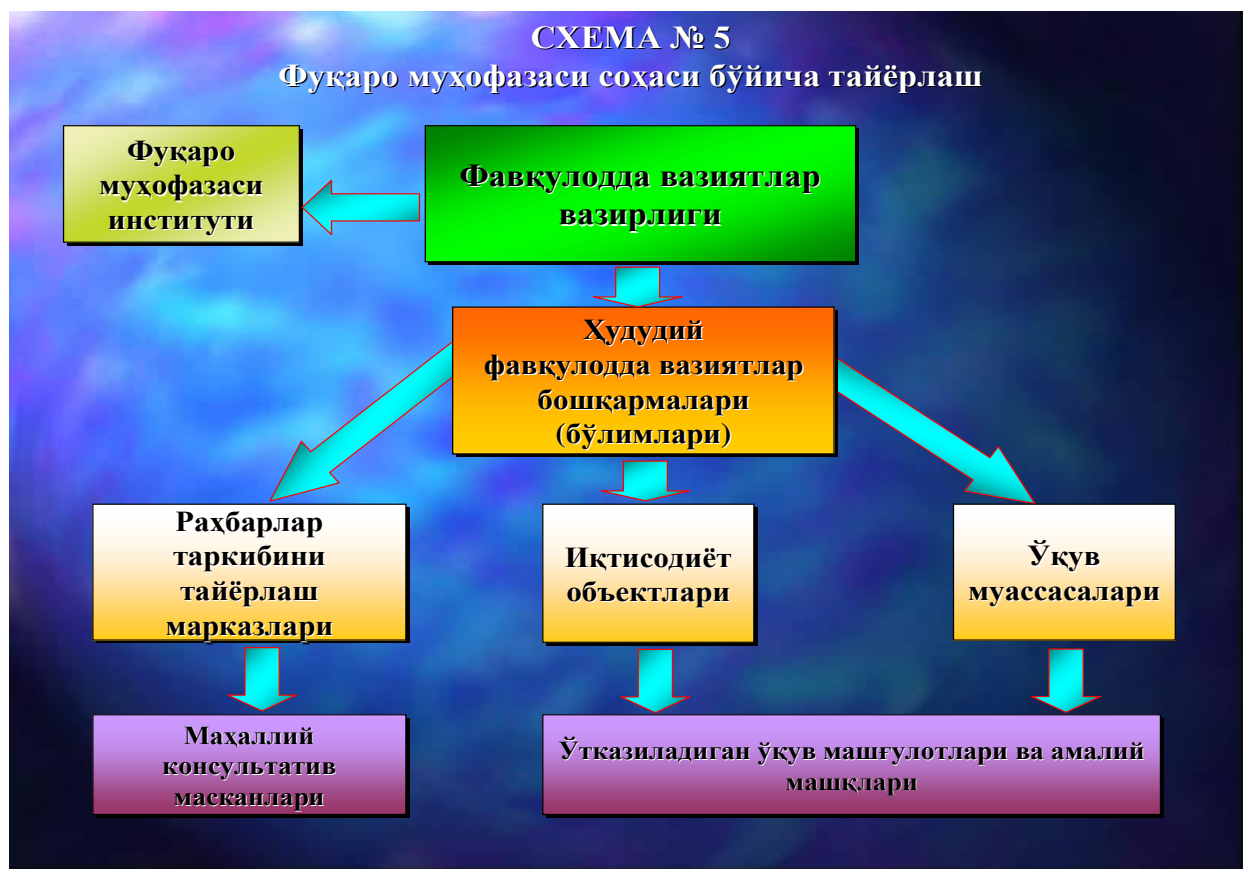 СХЕМА № 5
Фуқаро муҳофазаси соҳаси бўйича тайёрлаш
Фуқаро
муҳофазаси
институти
Фавқулодда вазиятлар
вазирлиги
Ҳудудий
фавқулодда вазиятлар
бошқармалари
(бўлимлари)
Раҳбарлар
таркибини
тайёрлаш
марказлари
Иқтисодиёт
объектлари
Ўқув
муассасалари
Маҳаллий
консультатив
масканлари
Ўтказиладиган ўқув машғулотлари ва амалий
машқлари